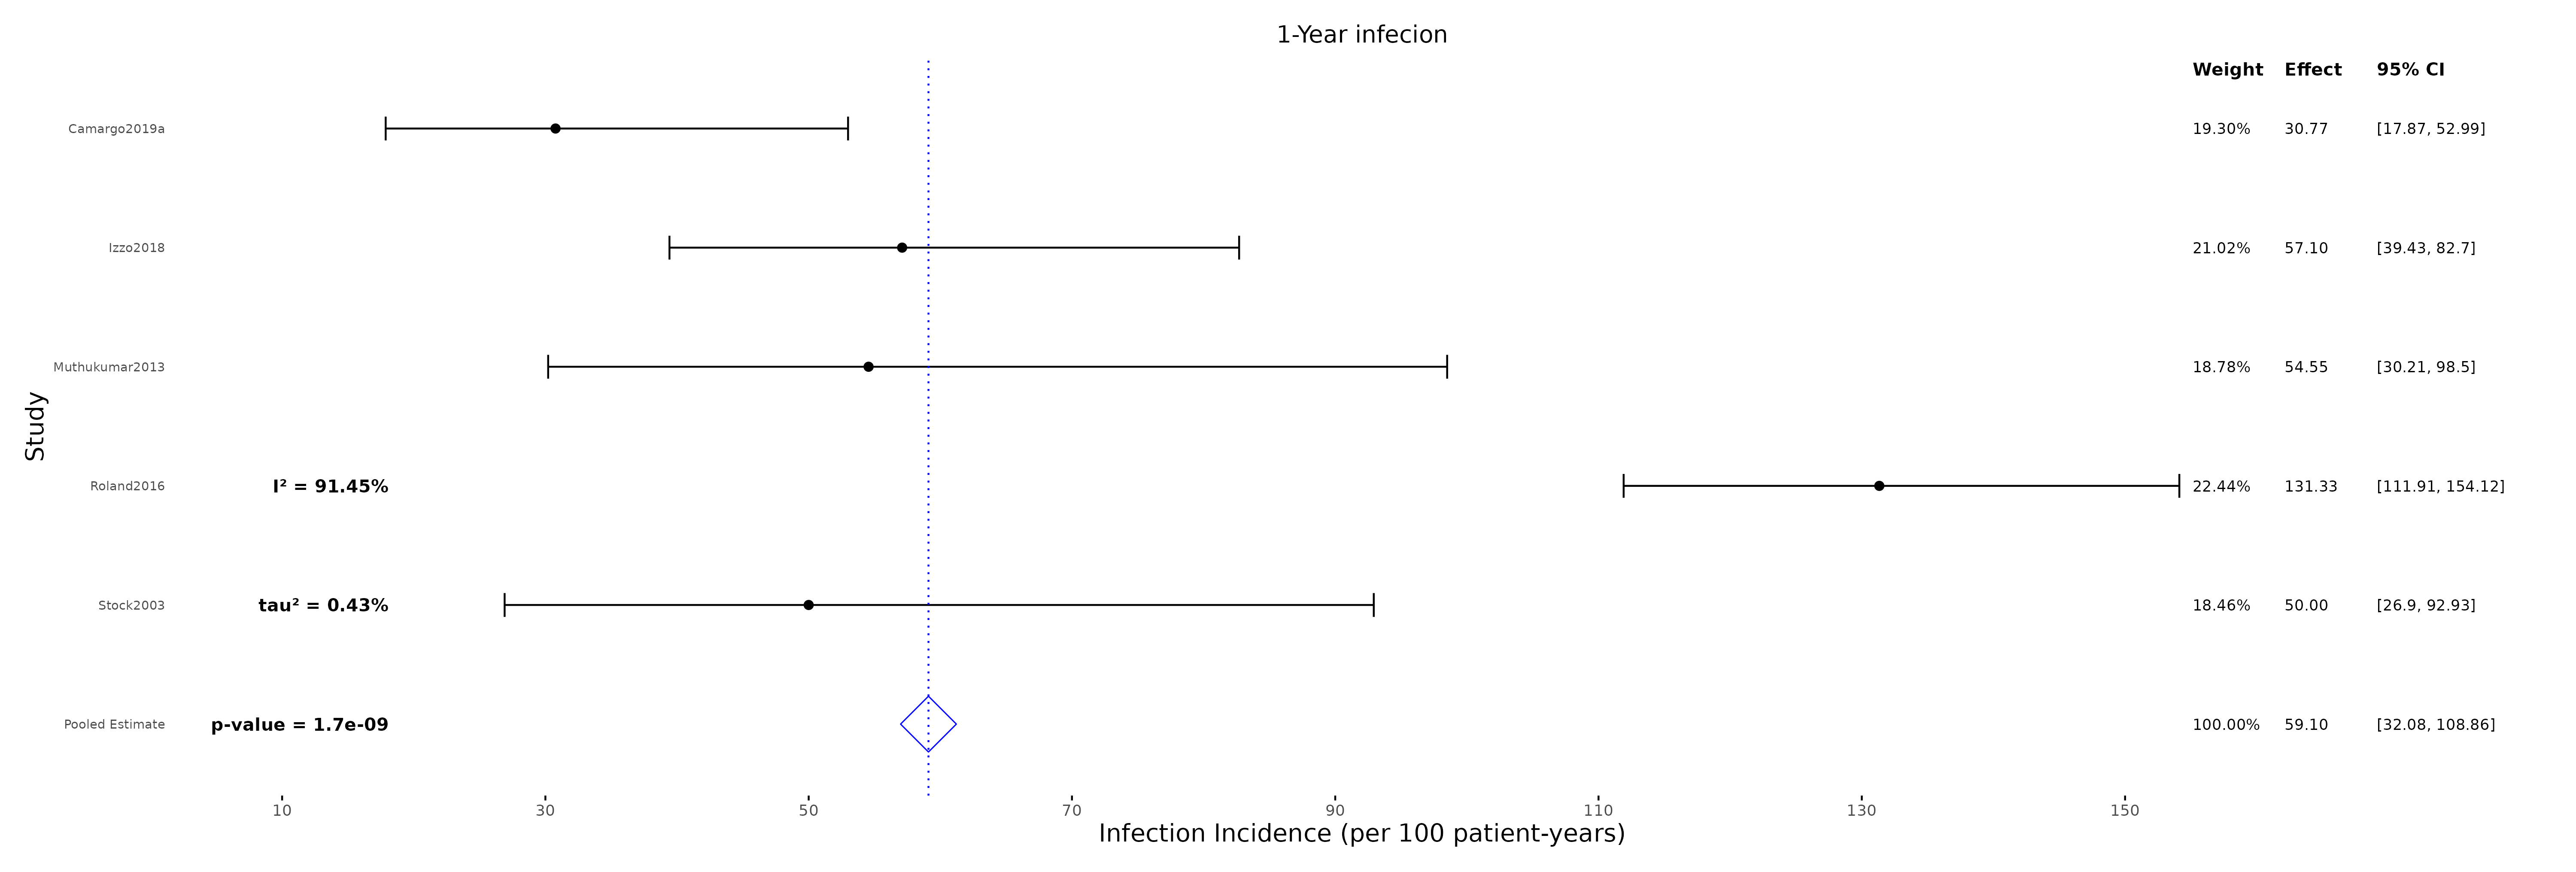 1-Year infecion
Weight Effect 95% CI
Camargo2019a 19.30% 30.77 [17.87, 52.99]
Izzo2018 21.02% 57.10 [39.43, 82.7]
Muthukumar2013 18.78% 54.55 [30.21, 98.5]
Study
Roland2016 I² = 91.45% 22.44% 131.33 [111.91, 154.12]
Stock2003 tau² = 0.43% 18.46% 50.00 [26.9, 92.93]
Pooled Estimate p-value = 1.7e-09 100.00% 59.10 [32.08, 108.86]
10 30 50 70 90 110 130 150
Infection Incidence (per 100 patient-years)